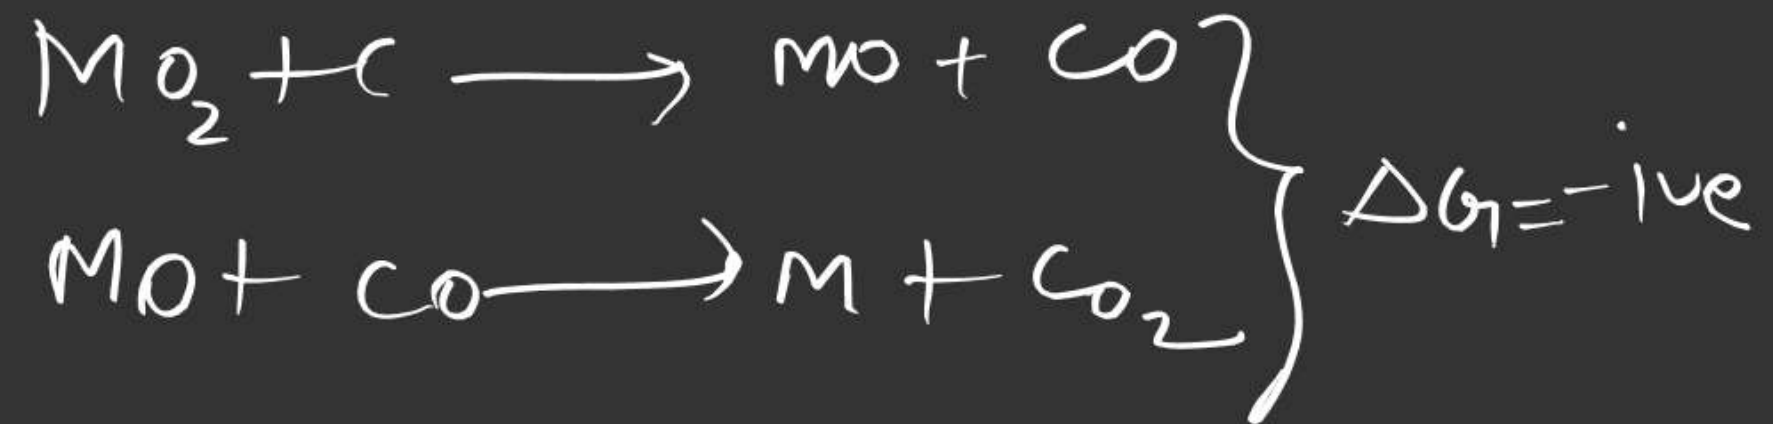 MO₂ + C → MO + CO
ΔG = -ive
MO + CO → M + CO₂